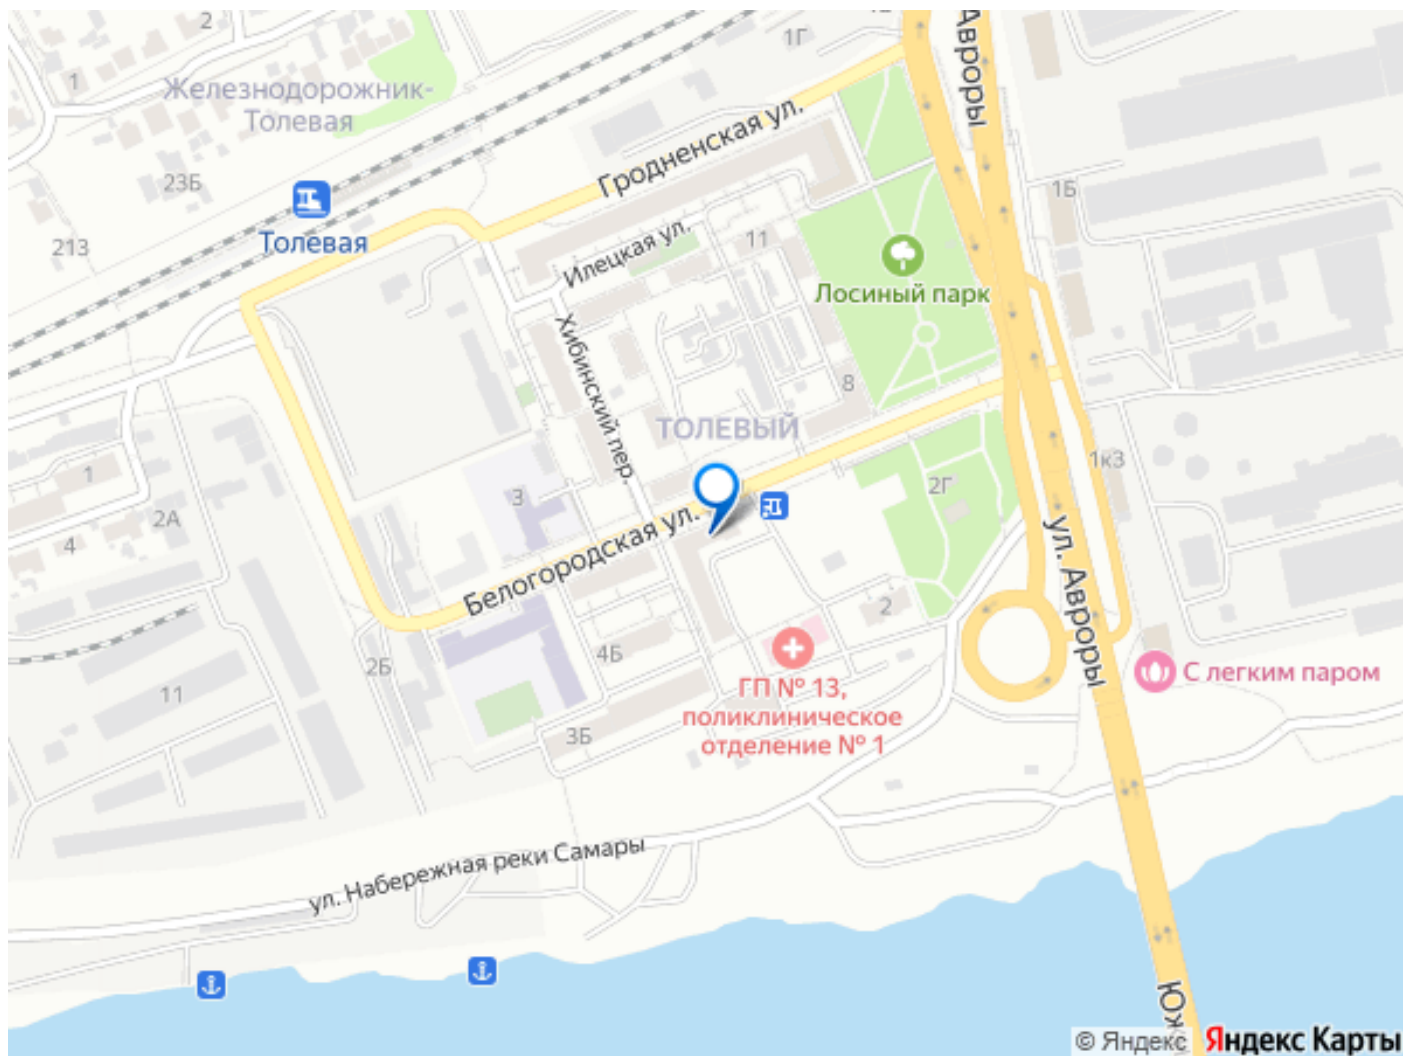 2
1Г
Авроры
1
Железнодорожник-
Толевая
Гродненская ул.
23Б
1Б
213
Толевая
Илецкая ул.
11
Лосиный парк
Хибинский пер.
8
ТОЛЕВЫЙ
1
2А
3
2Г
1к3
4
Белогородская ул.
ул. Авроры
2
2Б
4Б
11
С легким паром
ГП № 13,
поликлиническое
отделение № 1
3Б
ул. Набережная реки Самары
© Яндекс Яндекс Карты